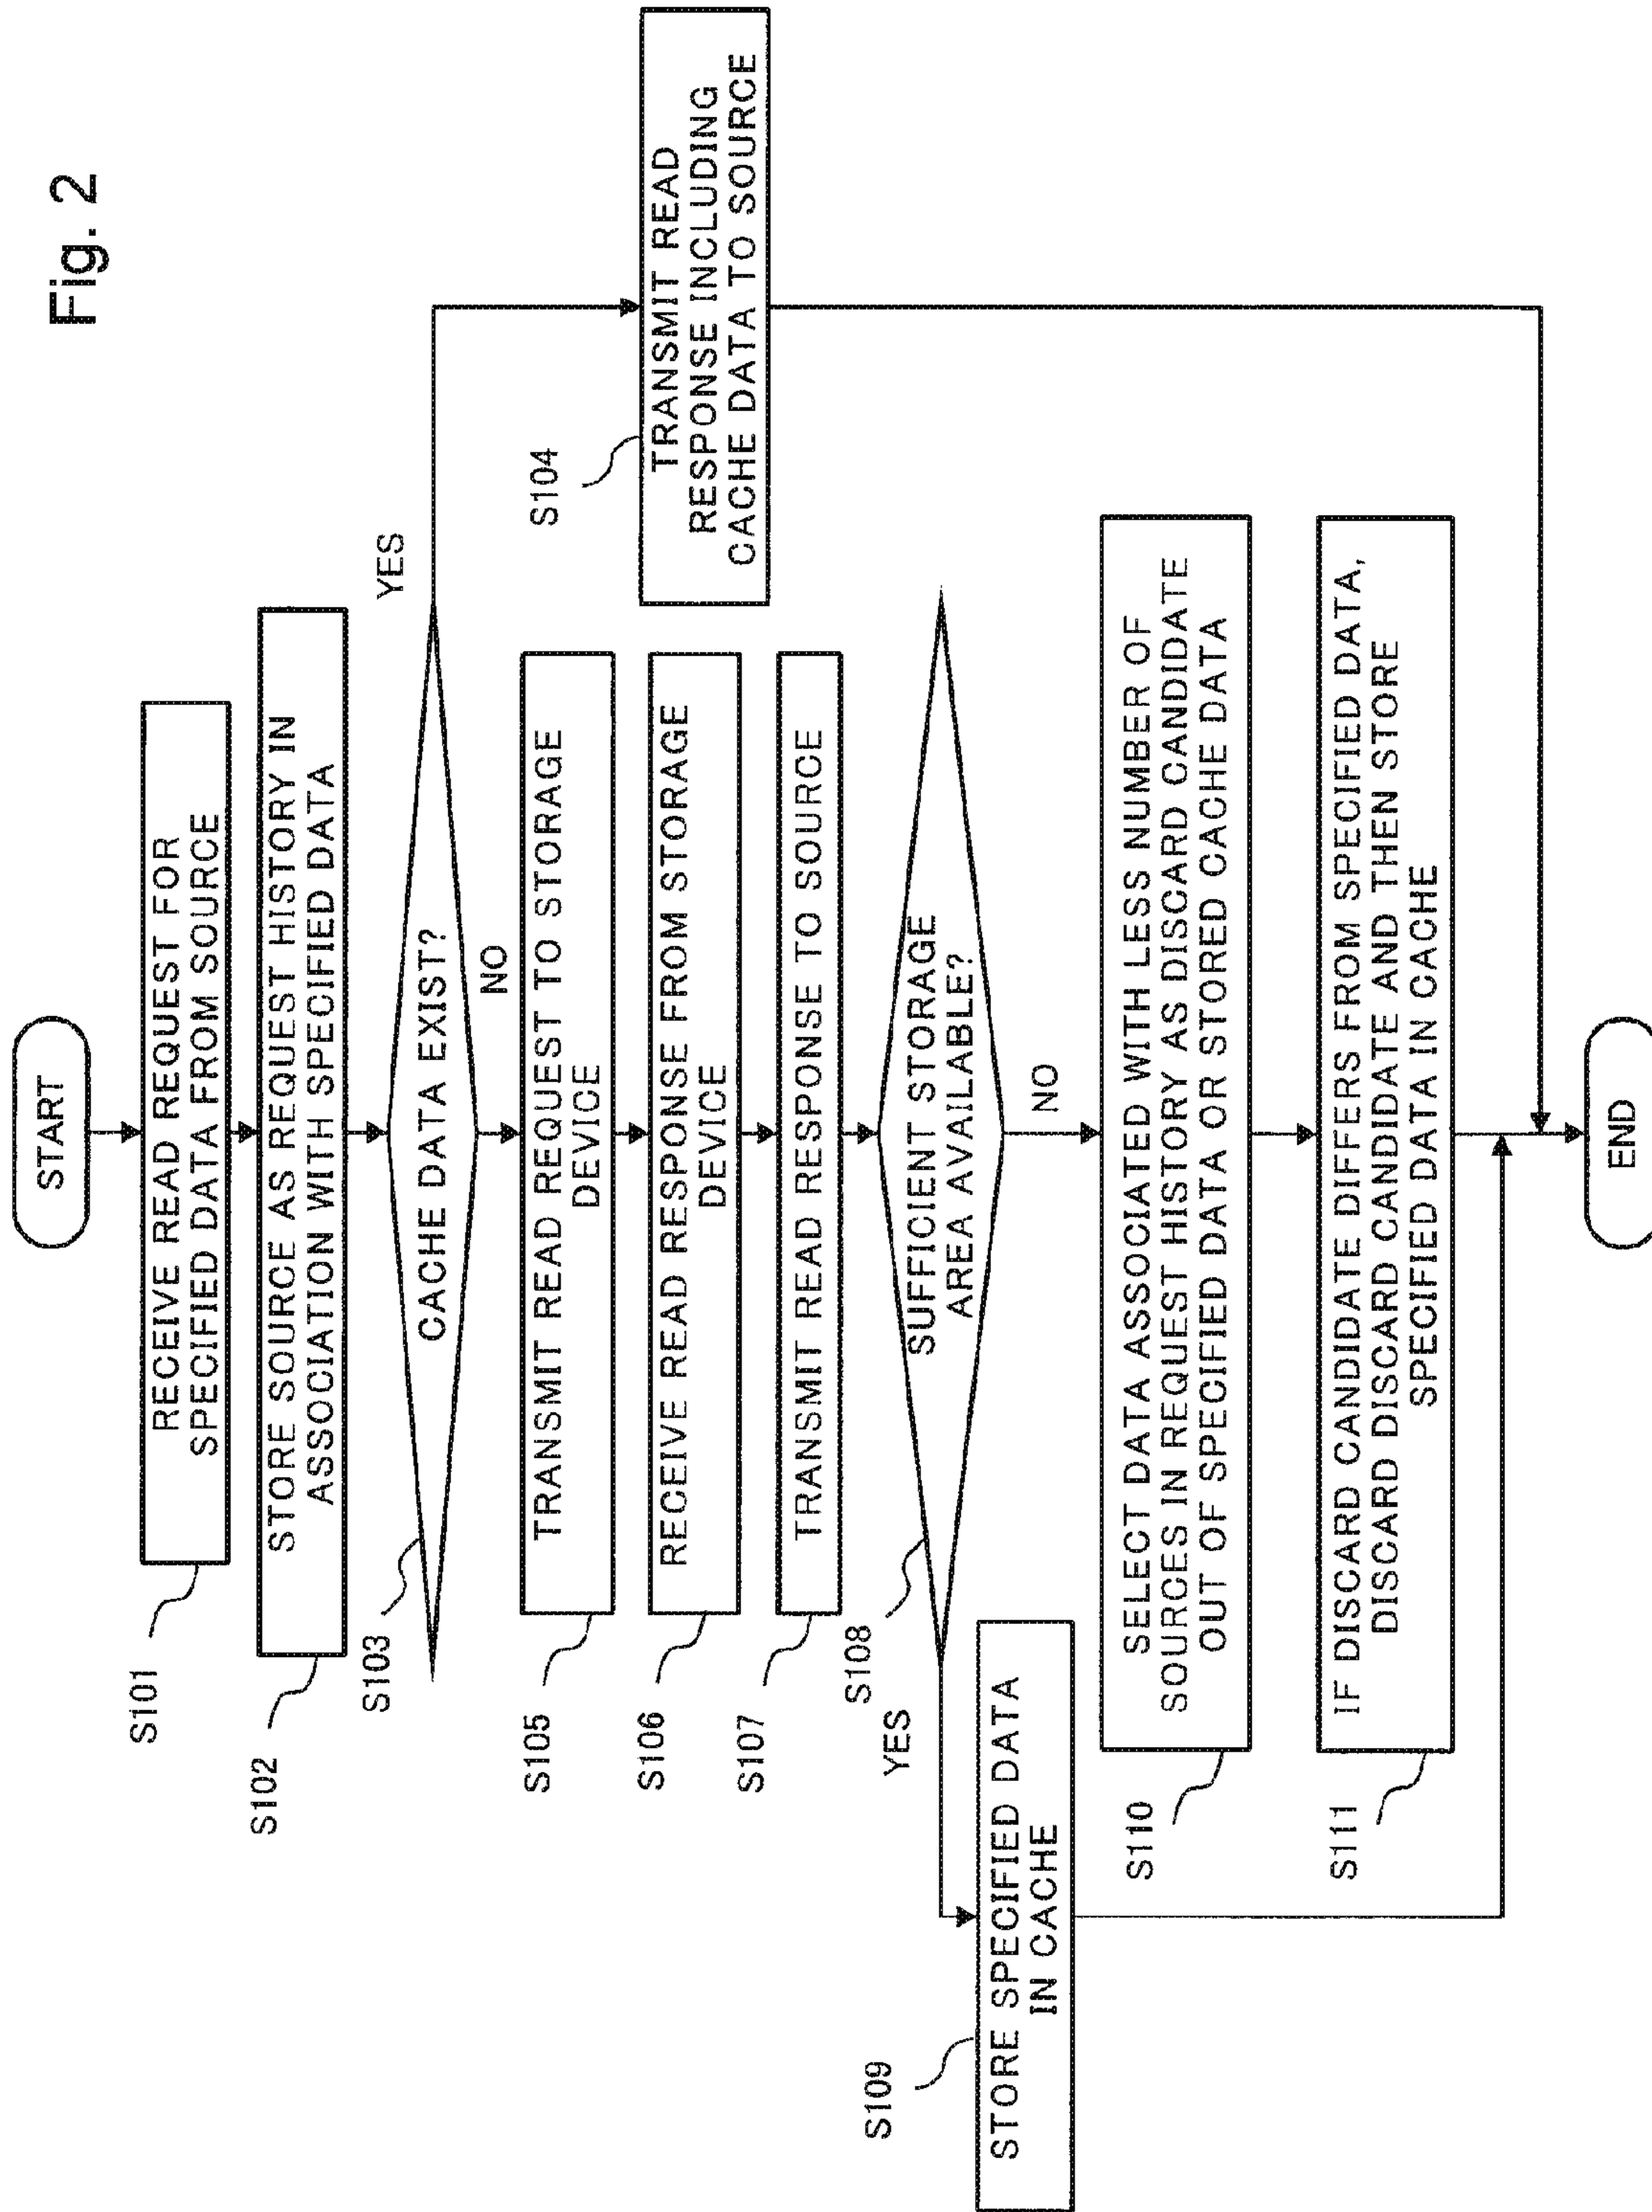 Fig. 2
START
S101
RECEIVE READ REQUEST FOR
SPECIFIED DATA FROM SOURCE
S102
STORE SOURCE AS REQUEST HISTORY IN
ASSOCIATION WITH SPECIFIED DATA
S103
CACHE DATA EXIST?
YES
NO
S104
TRANSMIT READ
RESPONSE INCLUDING
CACHE DATA TO SOURCE
S105
TRANSMIT READ REQUEST TO STORAGE
DEVICE
S106
RECEIVE READ RESPONSE FROM STORAGE
DEVICE
S107
TRANSMIT READ RESPONSE TO SOURCE
S108
SUFFICIENT STORAGE
AREA AVAILABLE?
YES
NO
S109
STORE SPECIFIED DATA
IN CACHE
S110
SELECT DATA ASSOCIATED WITH LESS NUMBER OF
SOURCES IN REQUEST HISTORY AS DISCARD CANDIDATE
OUT OF SPECIFIED DATA OR STORED CACHE DATA
S111
IF DISCARD CANDIDATE DIFFERS FROM SPECIFIED DATA,
DISCARD DISCARD CANDIDATE AND THEN STORE
SPECIFIED DATA IN CACHE
END